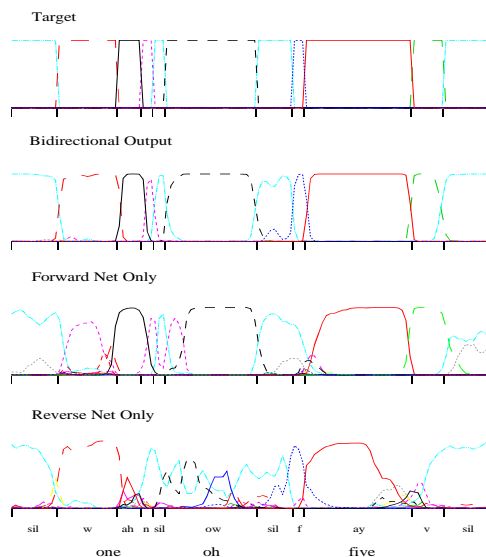 Target
Bidirectional Output
Forward Net Only
Reverse Net Only
sil w ah n sil ow sil f ay v sil
one oh five